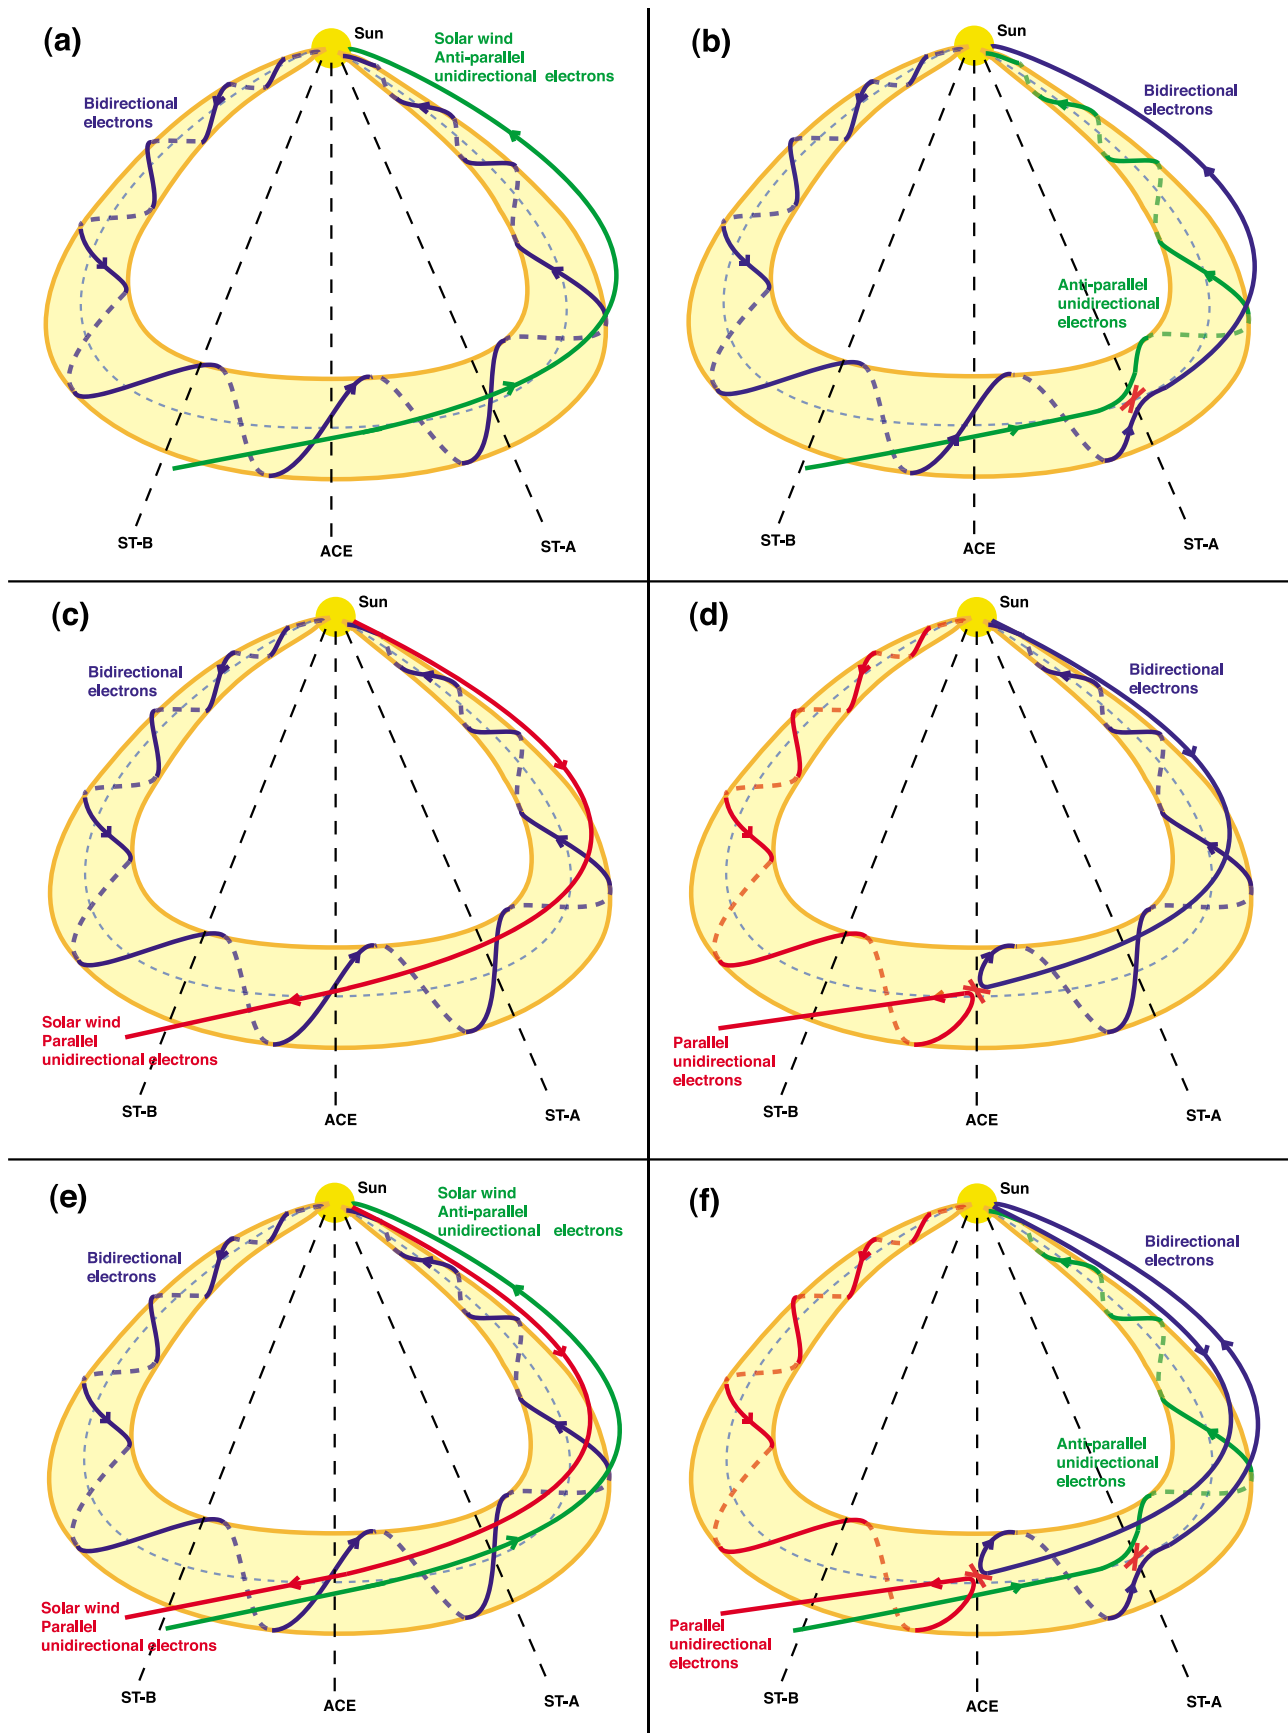 (a)
Sun
Solar wind
Anti-parallel
unidirectional electrons
Bidirectional
electrons
ST-B
ACE
ST-A
(b)
Sun
Bidirectional
electrons
Anti-parallel
unidirectional
electrons
ST-B
ACE
ST-A
(c)
Sun
Bidirectional
electrons
Solar wind
Parallel
unidirectional electrons
ST-B
ACE
ST-A
(d)
Sun
Bidirectional
electrons
Parallel
unidirectional
electrons
ST-B
ACE
ST-A
(e)
Sun
Solar wind
Anti-parallel
unidirectional electrons
Bidirectional
electrons
Solar wind
Parallel
unidirectional electrons
ST-B
ACE
ST-A
(f)
Sun
Bidirectional
electrons
Anti-parallel
unidirectional
electrons
Parallel
unidirectional
electrons
ST-B
ACE
ST-A